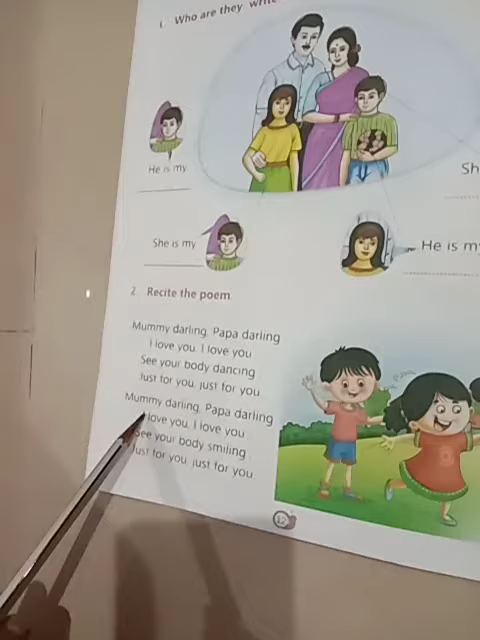 1. Who are they
He is my
Sh
She is my
He is my
2. Recite the poem
Mummy darling, Papa darling
I love you, I love you
See your body dancing
Just for you, just for you
Mummy darling, Papa darling
love you, I love you
See your body smiling
Just for you, just for you
12